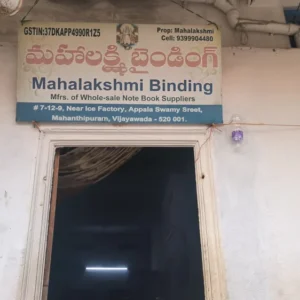 GSTIN:37DKAPP4990R1Z5
Prop: Mahalakshmi
Cell: 9399904480
మహాలక్ష్మి బైండింగ్
Mahalakshmi Binding
Mfrs. of Whole-sale Note Book Suppliers
# 7-12-9, Near Ice Factory, Appala Swamy Sreet,
Mahanthipuram, Vijayawada - 520 001.